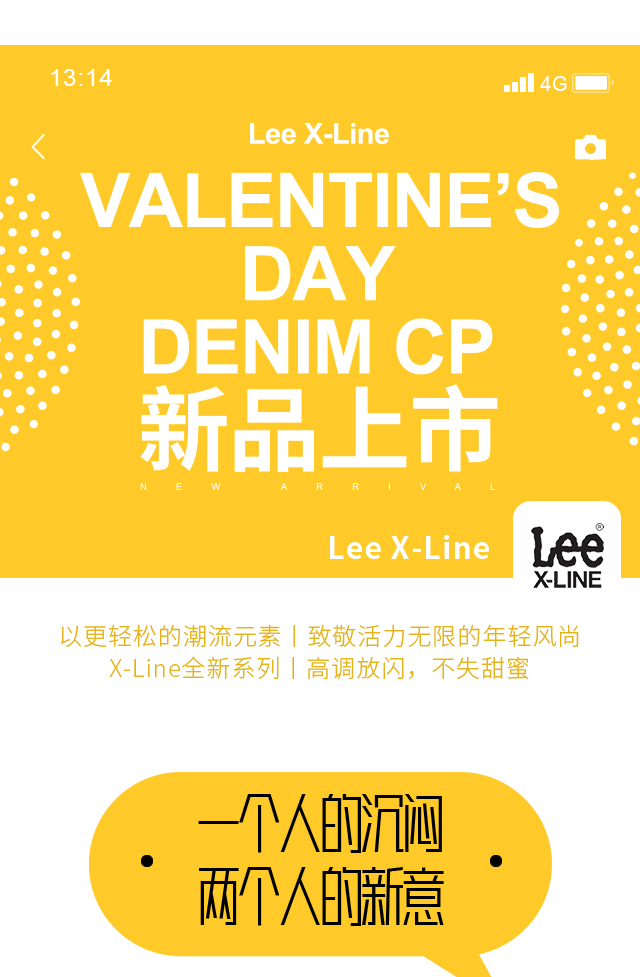 13:14
4G
Lee X-Line
VALENTINE’S
DAY
DENIM CP
新品上市
NEW ARRIVAL
Lee X-Line
Lee®
X-LINE
以更轻松的潮流元素丨致敬活力无限的年轻风尚
X-Line全新系列丨高调放闪，不失甜蜜
一个人的沉闷
两个人的新意